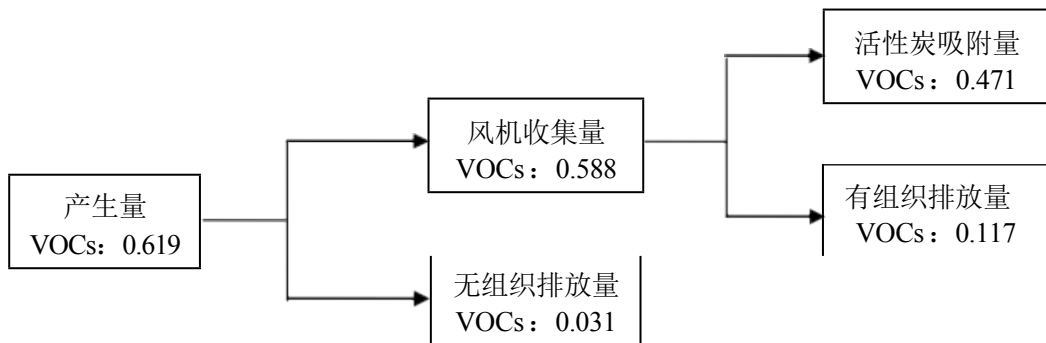 活性炭吸附量
VOCs：0.471
风机收集量
VOCs：0.588
有组织排放量
VOCs：0.117
产生量
VOCs：0.619
无组织排放量
VOCs：0.031